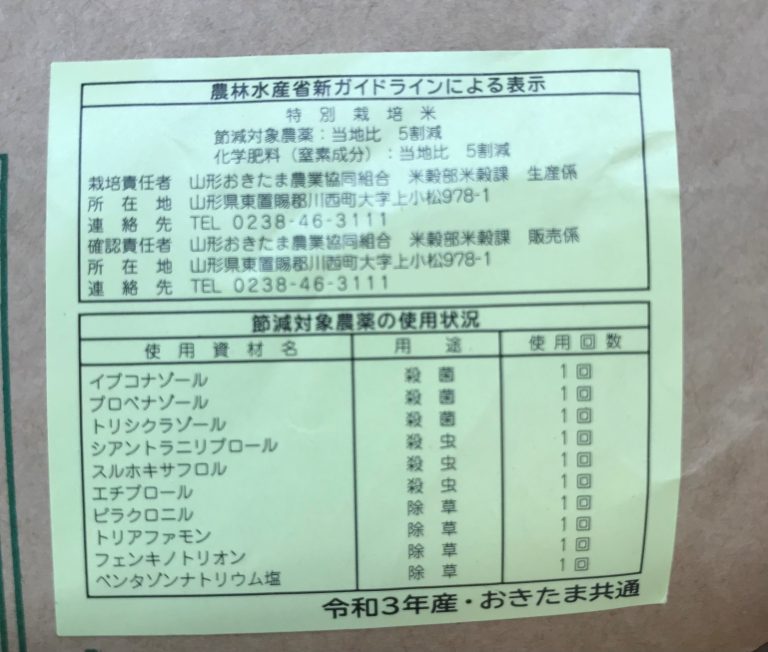 農林水産省新ガイドラインによる表示
特別栽培米
節減対象農薬：当地比 5割減
化学肥料（窒素成分）：当地比 5割減
栽培責任者 山形おきたま農業協同組合 米穀部米穀課 生産係
所在地 山形県東置賜郡川西町大字上小松978-1
連絡先 TEL 0238-46-3111
確認責任者 山形おきたま農業協同組合 米穀部米穀課 販売係
所在地 山形県東置賜郡川西町大字上小松978-1
連絡先 TEL 0238-46-3111
節減対象農薬の使用状況
使用資材名 用途 使用回数
イプコナゾール 殺菌 1回
プロベナゾール 殺菌 1回
トリシクラゾール 殺菌 1回
シアントラニリプロール 殺虫 1回
スルホキサフロル 殺虫 1回
エチプロール 殺虫 1回
ピラクロニル 除草 1回
トリアファモン 除草 1回
フェンキノトリオン 除草 1回
ベンタゾンナトリウム塩 除草 1回
令和3年産・おきたま共通